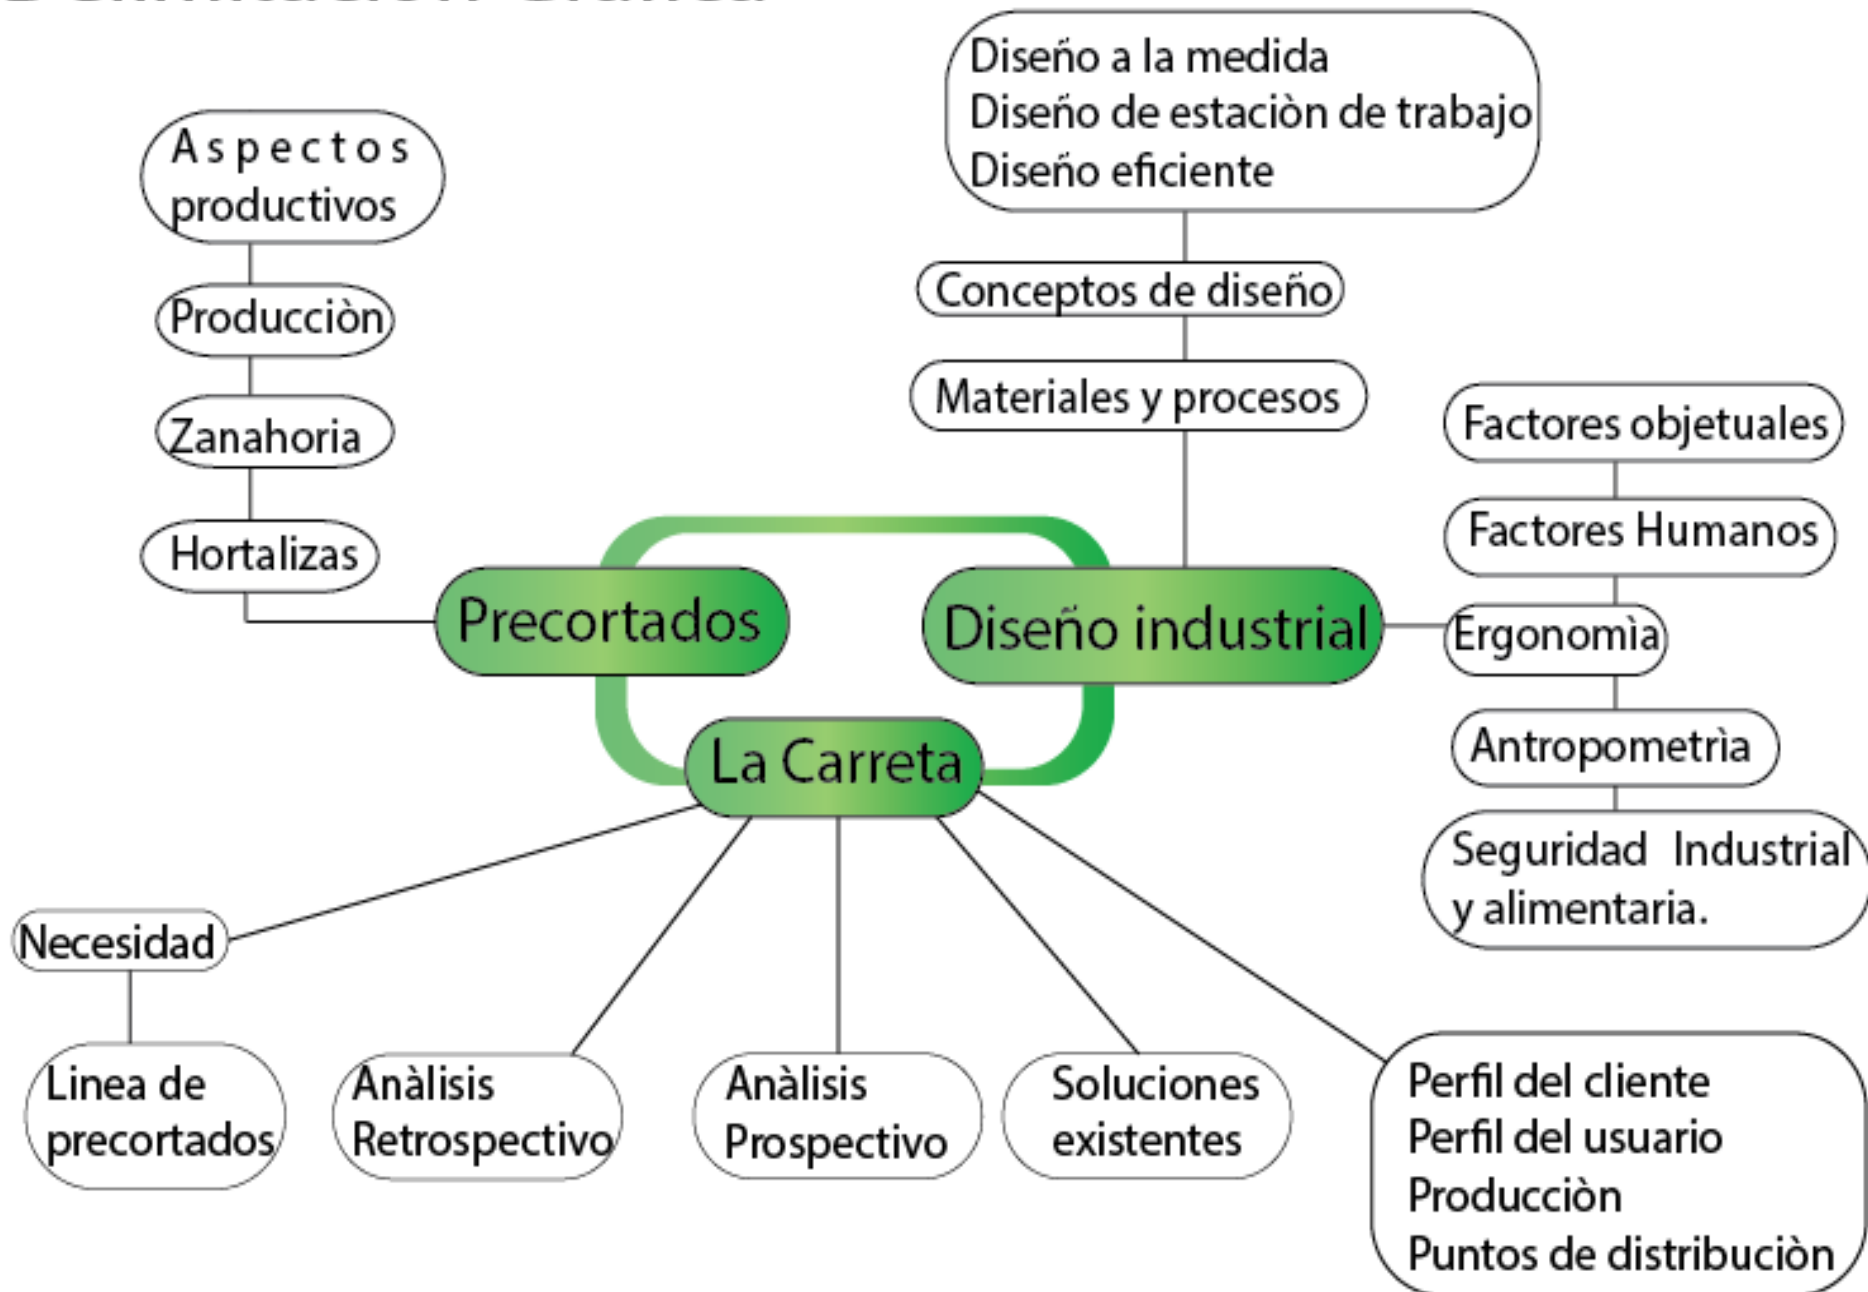 Diseño a la medida
Diseño de estaciòn de trabajo
Diseño eficiente
Aspectos
productivos
Producciòn
Zanahoria
Hortalizas
Conceptos de diseño
Materiales y procesos
Factores objetuales
Factores Humanos
Precortados
Diseño industrial
Ergonomìa
La Carreta
Antropometrìa
Seguridad Industrial
y alimentaria.
Necesidad
Linea de
precortados
Anàlisis
Retrospectivo
Anàlisis
Prospectivo
Soluciones
existentes
Perfil del cliente
Perfil del usuario
Producciòn
Puntos de distribuciòn